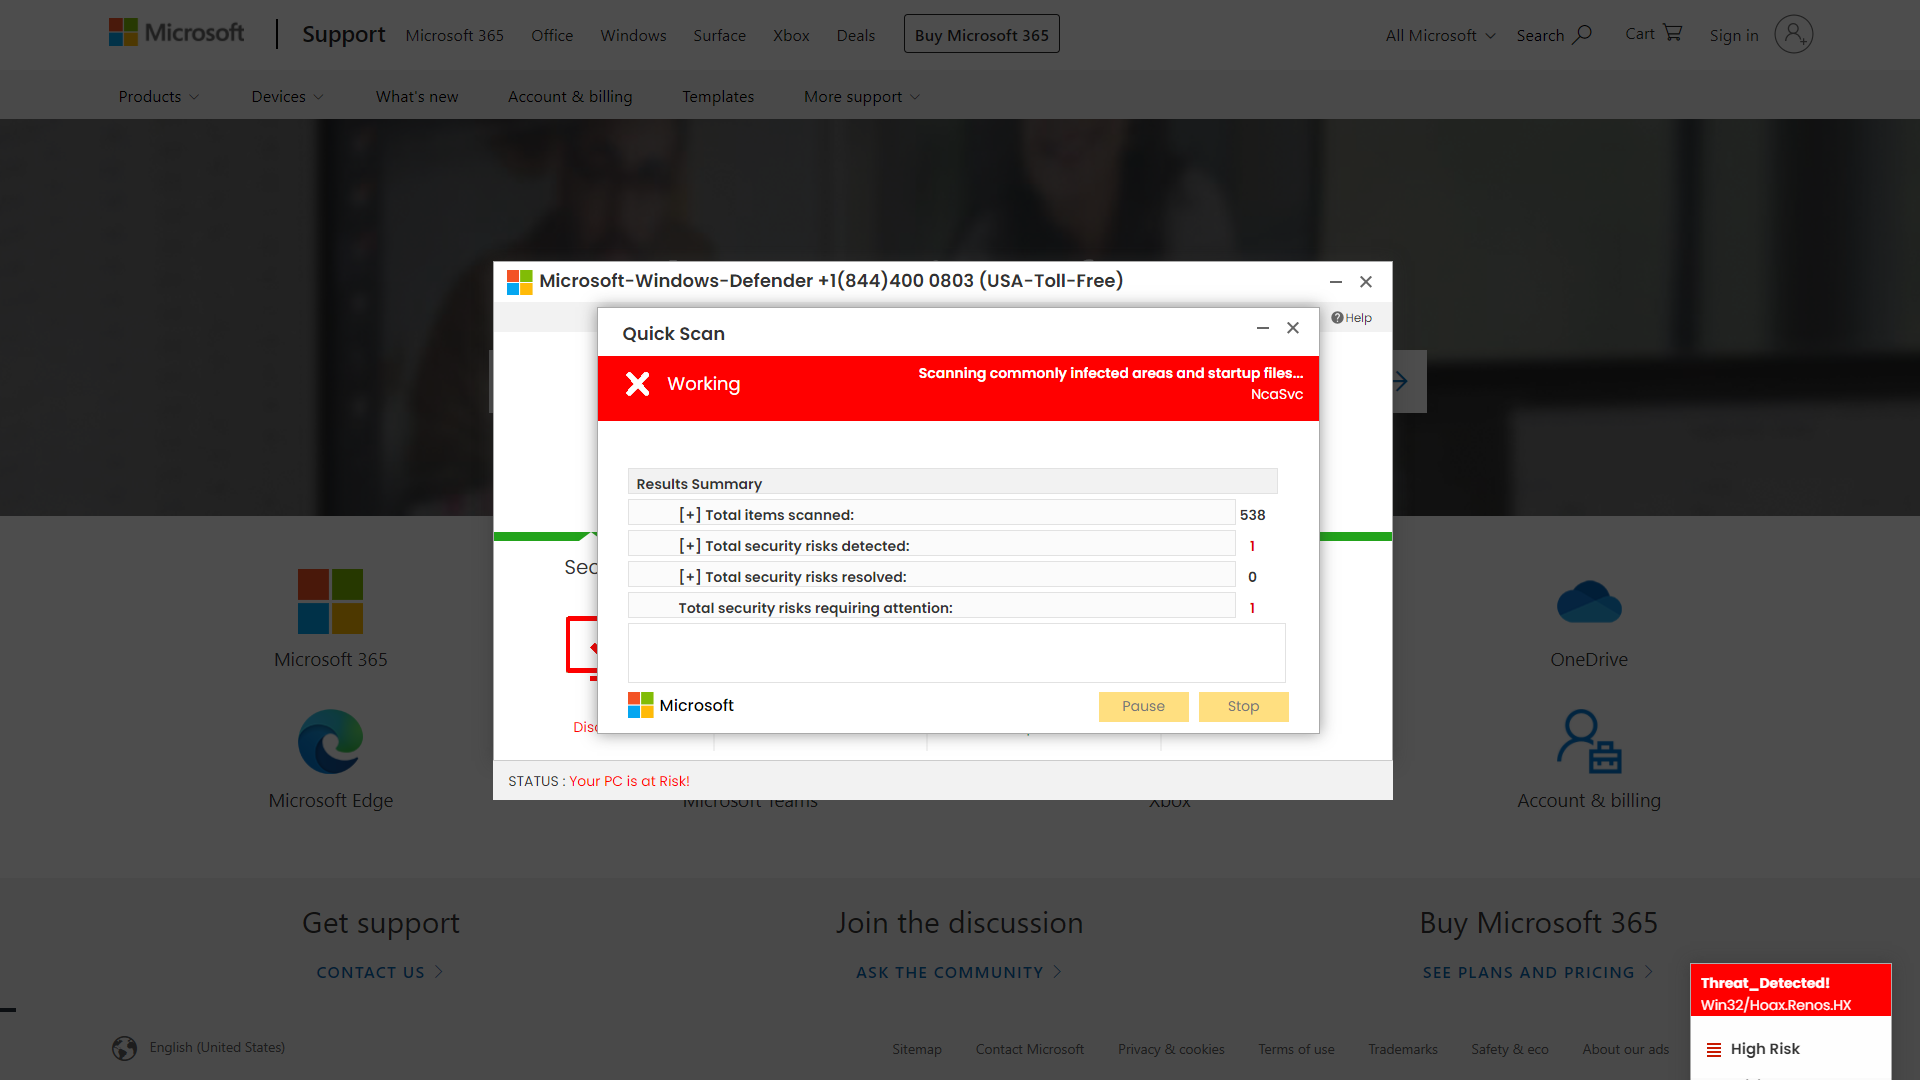 Microsoft
Support
Microsoft 365
Office
Windows
Surface
Xbox
Deals
Buy Microsoft 365
All Microsoft
Search
Cart
Sign in
Products
Devices
What's new
Account & billing
Templates
More support
Microsoft-Windows-Defender +1(844)400 0803 (USA-Toll-Free)
Help
Quick Scan
Working
Scanning commonly infected areas and startup files...
NcaSvc
Results Summary
[+] Total items scanned: 538
[+] Total security risks detected: 1
[+] Total security risks resolved: 0
Total security risks requiring attention: 1
Microsoft
Pause
Stop
Sec
Disc
STATUS : Your PC is at Risk!
Microsoft 365
OneDrive
Microsoft Edge
Microsoft Teams
Xbox
Account & billing
Get support
Join the discussion
Buy Microsoft 365
CONTACT US
ASK THE COMMUNITY
SEE PLANS AND PRICING
Threat_Detected!
Win32/Hoax.Renos.HX
High Risk
English (United States)
Sitemap
Contact Microsoft
Privacy & cookies
Terms of use
Trademarks
Safety & eco
About our ads